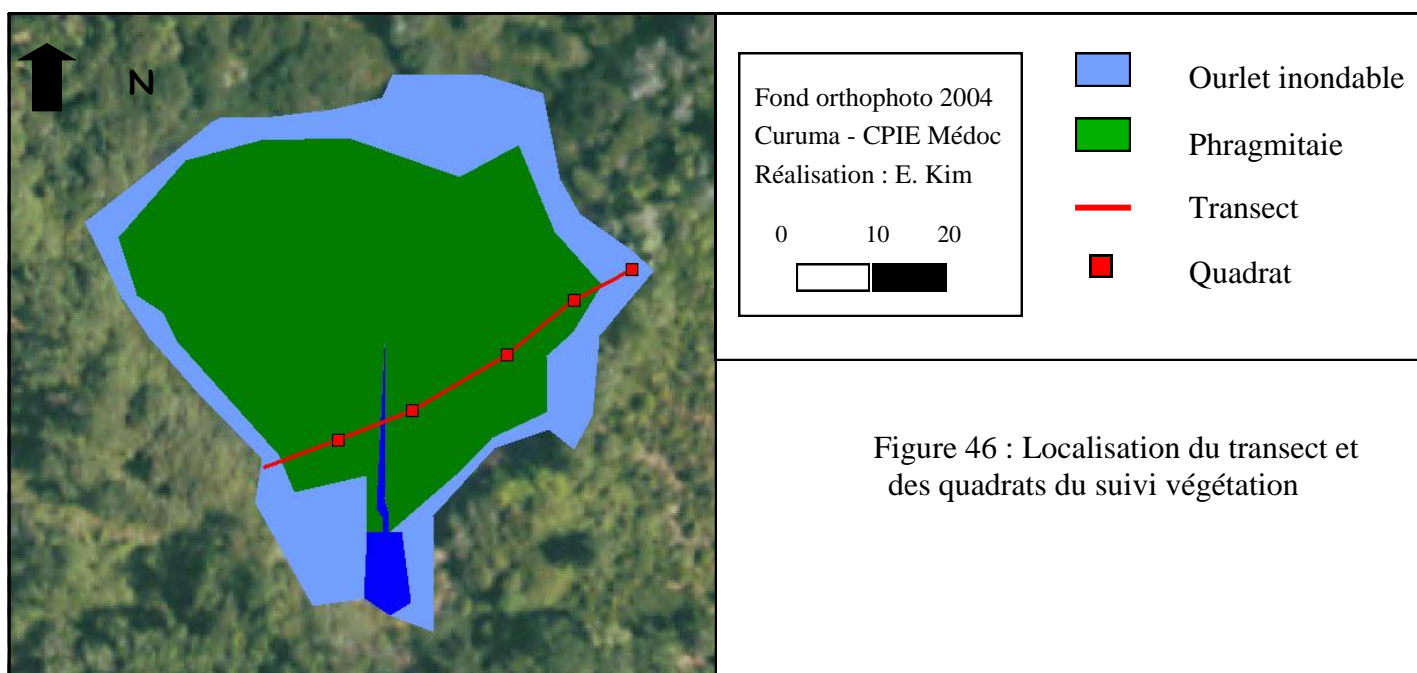 N
Fond orthophoto 2004
Curuma - CPIE Médoc
Réalisation : E. Kim
0 10 20
Ourlet inondable
Phragmitaie
Transect
Quadrat
Figure 46 : Localisation du transect et
des quadrats du suivi végétation